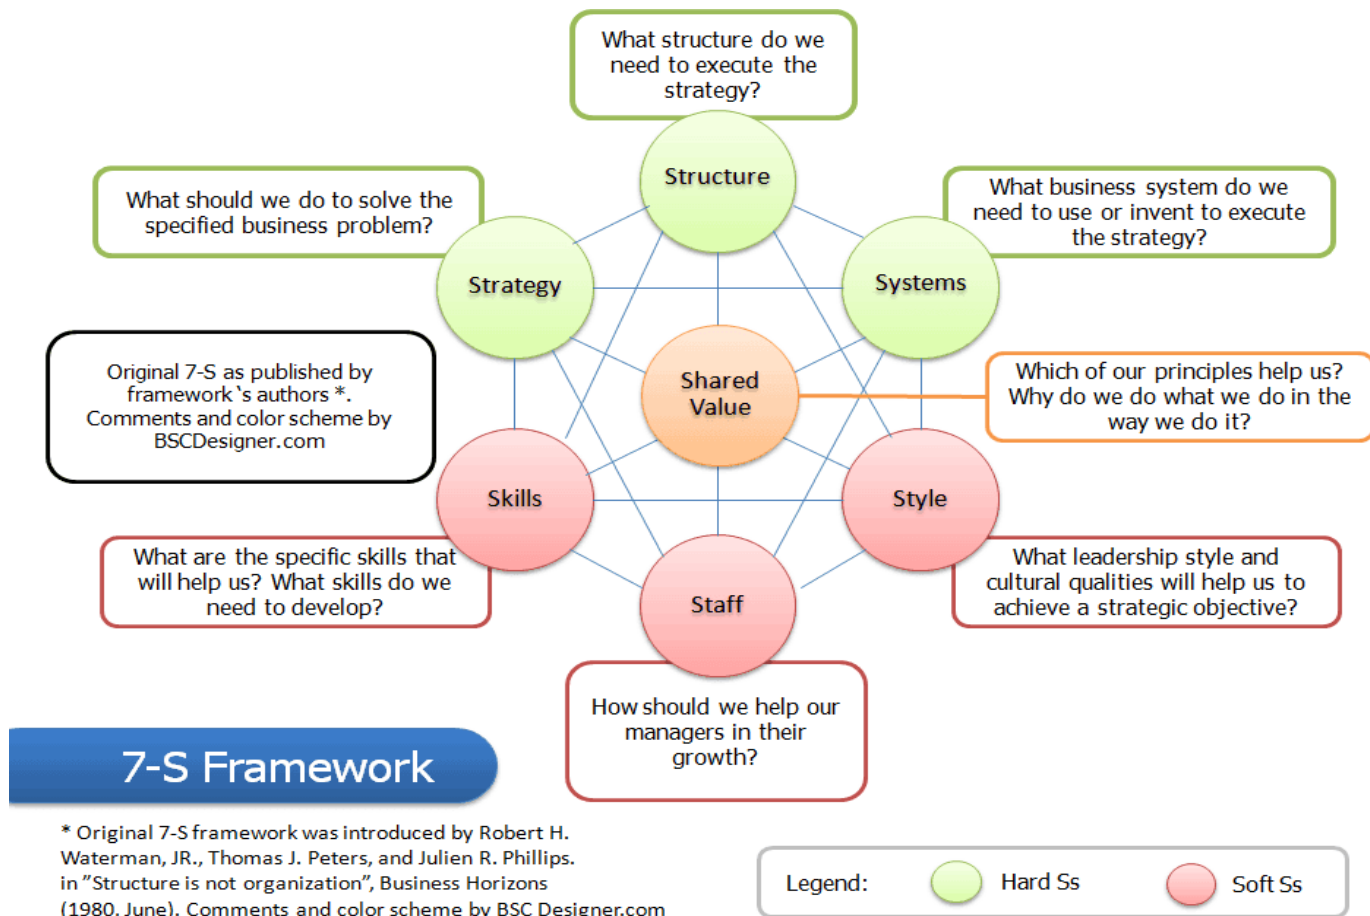 What structure do we
need to execute the
strategy?
Structure
What should we do to solve the
specified business problem?
What business system do we
need to use or invent to execute
the strategy?
Strategy
Systems
Original 7-S as published by
framework‛s authors *.
Comments and color scheme by
BSCDesigner.com
Shared
Value
Which of our principles help us?
Why do we do what we do in the
way we do it?
Skills
Style
What are the specific skills that
will help us? What skills do we
need to develop?
Staff
What leadership style and
cultural qualities will help us to
achieve a strategic objective?
How should we help our
managers in their
growth?
7-S Framework
* Original 7-S framework was introduced by Robert H.
Waterman, JR., Thomas J. Peters, and Julien R. Phillips.
in ”Structure is not organization”, Business Horizons
(1980, June). Comments and color scheme by BSC Designer.com
Legend:
Hard Ss
Soft Ss